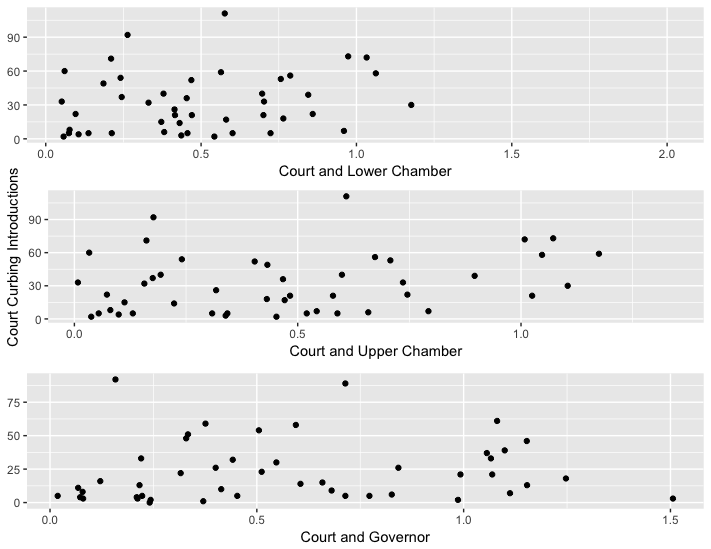 90
60
30
0
0.0 0.5 1.0 1.5 2.0
Court and Lower Chamber
Court Curbing Introductions
90
60
30
0
0.0 0.5 1.0
Court and Upper Chamber
75
50
25
0
0.0 0.5 1.0 1.5
Court and Governor